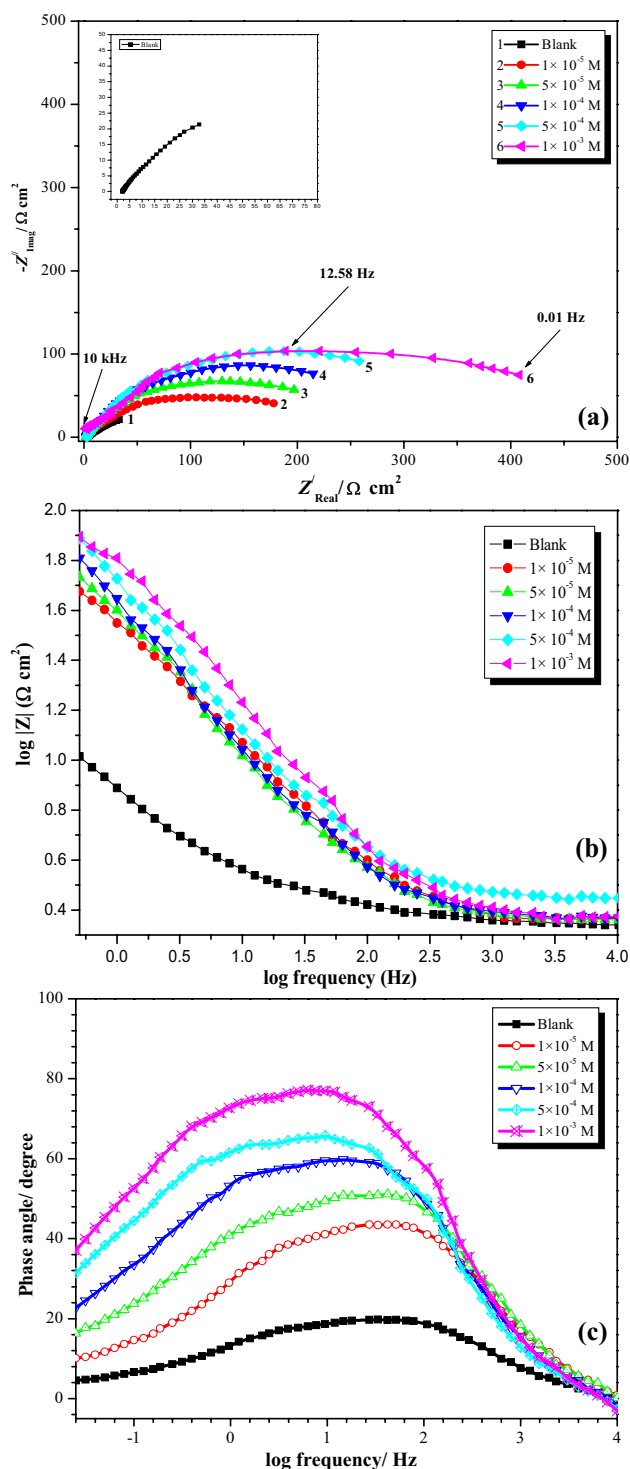 -500
-400
-300
-200
-100
0
-Z// Imag/ Ω cm²
0 100 200 300 400 500
Z/ Real/ Ω cm²
50
45
40
35
30
25
20
15
10
5
0
0 5 10 15 20 25 30 35 40 45 50 55 60 65 70 75 80
Blank
1 Blank
2 1× 10⁻⁵ M
3 5× 10⁻⁵ M
4 1× 10⁻⁴ M
5 5× 10⁻⁴ M
6 1× 10⁻³ M
12.58 Hz
0.01 Hz
10 kHz
1
2
3
4
5
6
(a)
2.0
1.8
1.6
1.4
1.2
1.0
0.8
0.6
0.4
log |Z| (Ω cm²)
Blank
1× 10⁻⁵ M
5× 10⁻⁵ M
1× 10⁻⁴ M
5× 10⁻⁴ M
1× 10⁻³ M
(b)
0.0 0.5 1.0 1.5 2.0 2.5 3.0 3.5 4.0
log frequency (Hz)
100
80
60
40
20
0
Phase angle/ degree
Blank
1×10⁻⁵ M
5×10⁻⁵ M
1×10⁻⁴ M
5×10⁻⁴ M
1×10⁻³ M
(c)
-1 0 1 2 3 4
log frequency/ Hz